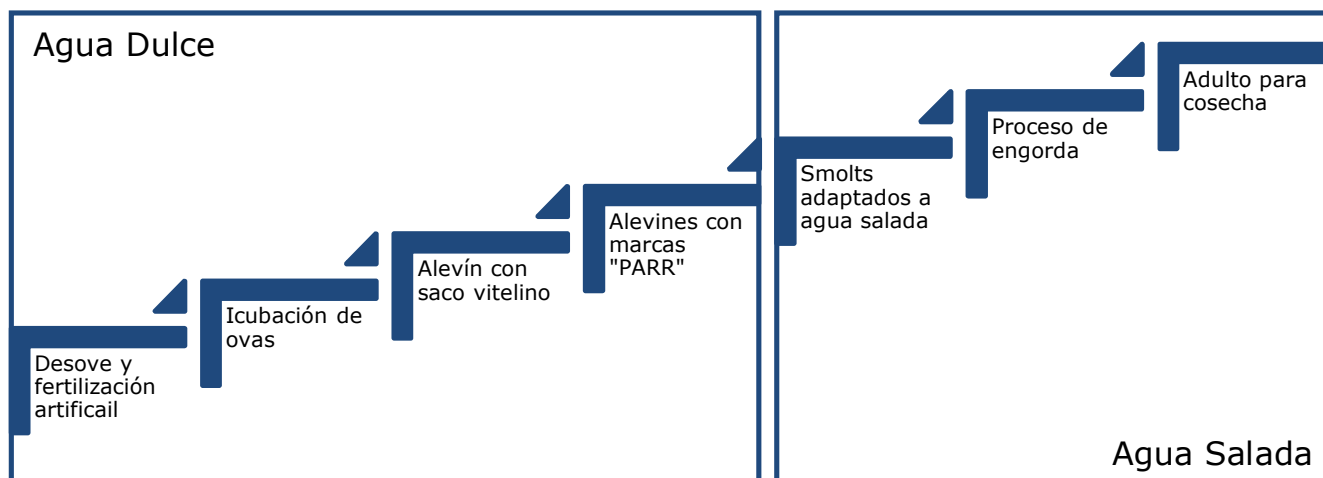 Agua Dulce
Desove y
fertilización
artificail
Icubación de
ovas
Alevín con
saco vitelino
Alevines con
marcas
"PARR"
Smolts
adaptados a
agua salada
Proceso de
engorda
Adulto para
cosecha
Agua Salada